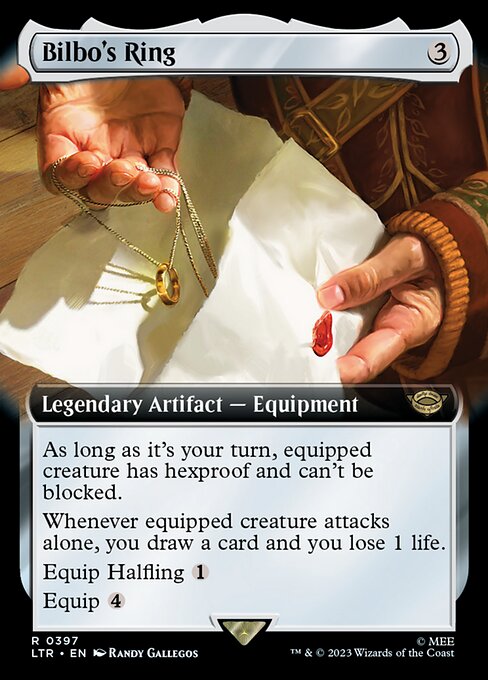 Bilbo's Ring 3
Legendary Artifact — Equipment
As long as it's your turn, equipped
creature has hexproof and can't be
blocked.
Whenever equipped creature attacks
alone, you draw a card and you lose 1 life.
Equip Halfling 1
Equip 4
R 0397
LTR • EN Randy Gallegos
© MEE
™ & © 2023 Wizards of the Coast